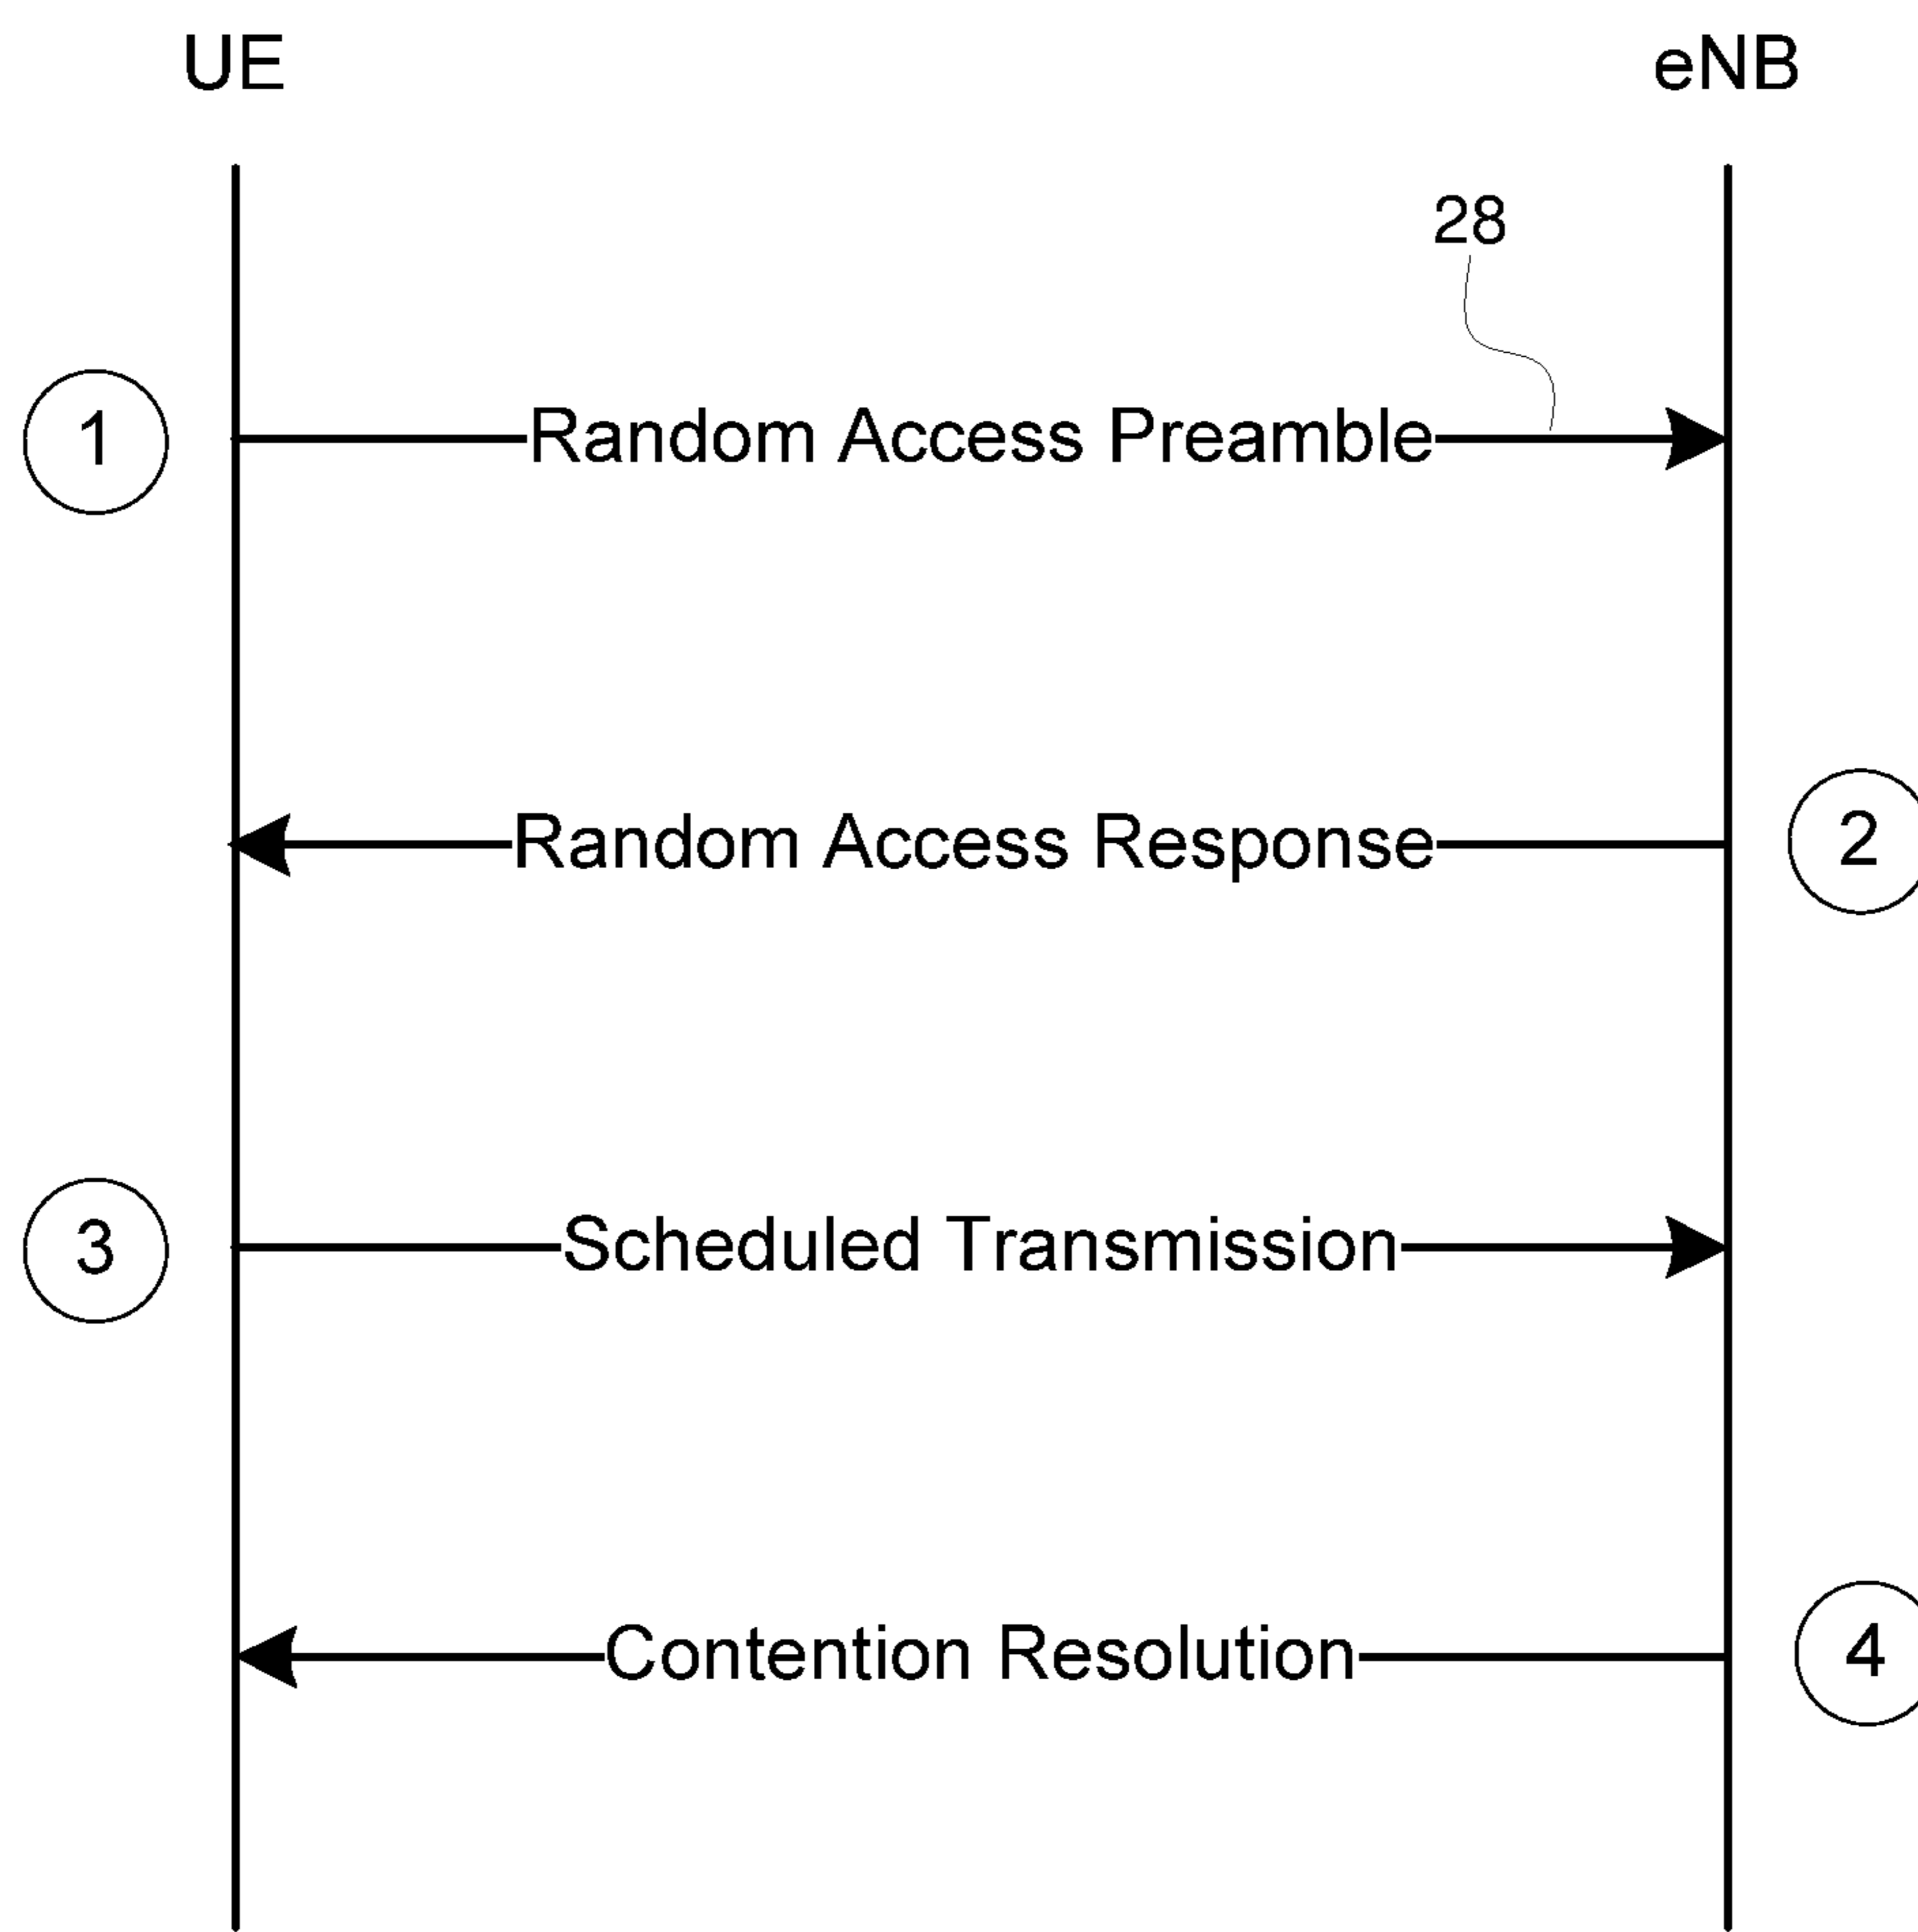 UE eNB
28
1 Random Access Preamble
Random Access Response 2
3 Scheduled Transmission
Contention Resolution 4